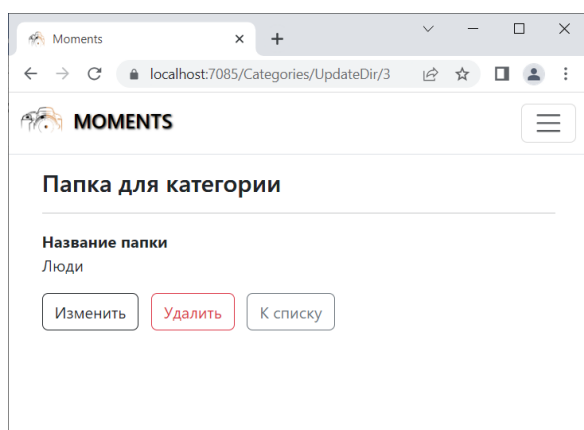 Moments
localhost:7085/Categories/UpdateDir/3
MOMENTS
Папка для категории
Название папки
Люди
Изменить Удалить К списку